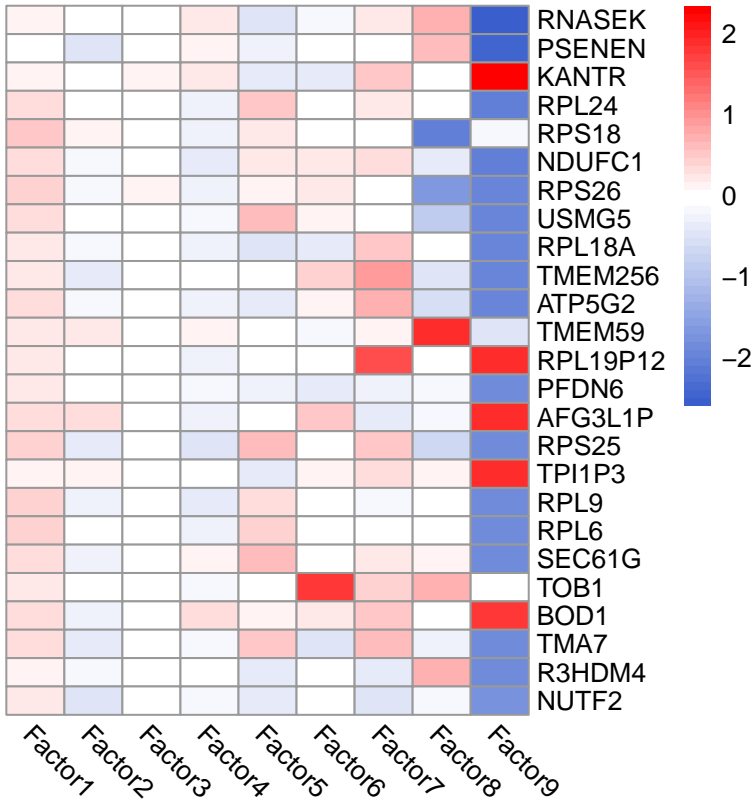 RNASEK
PSENEN
KANTR
RPL24
RPS18
NDUFC1
RPS26
USMG5
RPL18A
TMEM256
ATP5G2
TMEM59
RPL19P12
PFDN6
AFG3L1P
RPS25
TPI1P3
RPL9
RPL6
SEC61G
TOB1
BOD1
TMA7
R3HDM4
NUTF2
2
1
0
−1
−2
Factor1
Factor2
Factor3
Factor4
Factor5
Factor6
Factor7
Factor8
Factor9